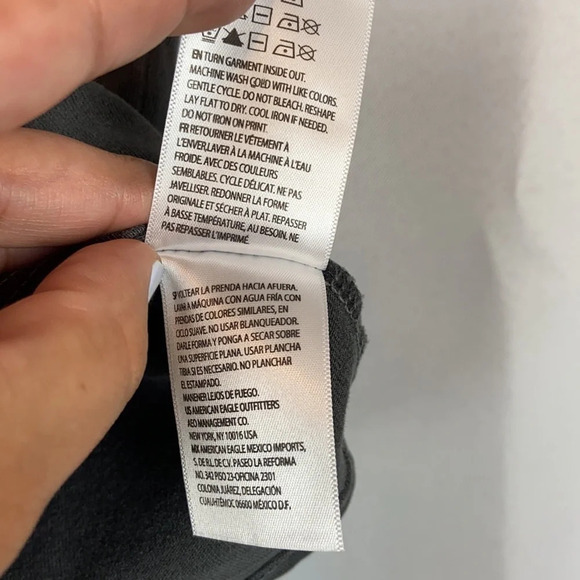 EN TURN GARMENT INSIDE OUT.
MACHINE WASH COLD WITH LIKE COLORS.
GENTLE CYCLE. DO NOT BLEACH. RESHAPE
LAY FLAT TO DRY. COOL IRON IF NEEDED.
DO NOT IRON ON PRINT.
FR RETOURNER LE VÊTEMENT À
L'ENVER,LAVER À LA MACHINE À L'EAU
FROIDE, AVEC DES COULEURS
SEMBLABLES. CYCLE DÉLICAT. NE PAS
JAVELLISER. REDONNER LA FORME
ORIGINALE ET SÉCHER À PLAT. REPASSER
À BASSE TEMPÉRATURE, AU BESOIN. NE
PAS REPASSER L'IMPRIMÉ.
SP VOLTEAR LA PRENDA HACIA AFUERA.
LAVAR A MÁQUINA CON AGUA FRÍA CON
PRENDAS DE COLORES SIMILARES, EN
CICLO SUAVE. NO USAR BLANQUEADOR.
DARLE FORMA Y PONGA A SECAR SOBRE
UNA SUPERFICIE PLANA. USAR PLANCHA
TIBIA SI ES NECESARIO. NO PLANCHAR
EL ESTAMPADO.
MANENER LEJOS DE FUEGO.
US AMERICAN EAGLE OUTFITTERS
AEO MANAGEMENT CO.
NEW YORK, NY 10016 USA
MX AMERICAN EAGLE MEXICO IMPORTS,
S. DE R.L. DE C.V. PASEO LA REFORMA
NO. 342 PISO 23-OFICINA 2301
COLONIA JUÁREZ, DELEGACIÓN
CUAUHTÉMOC 06600 MÉXICO D.F.